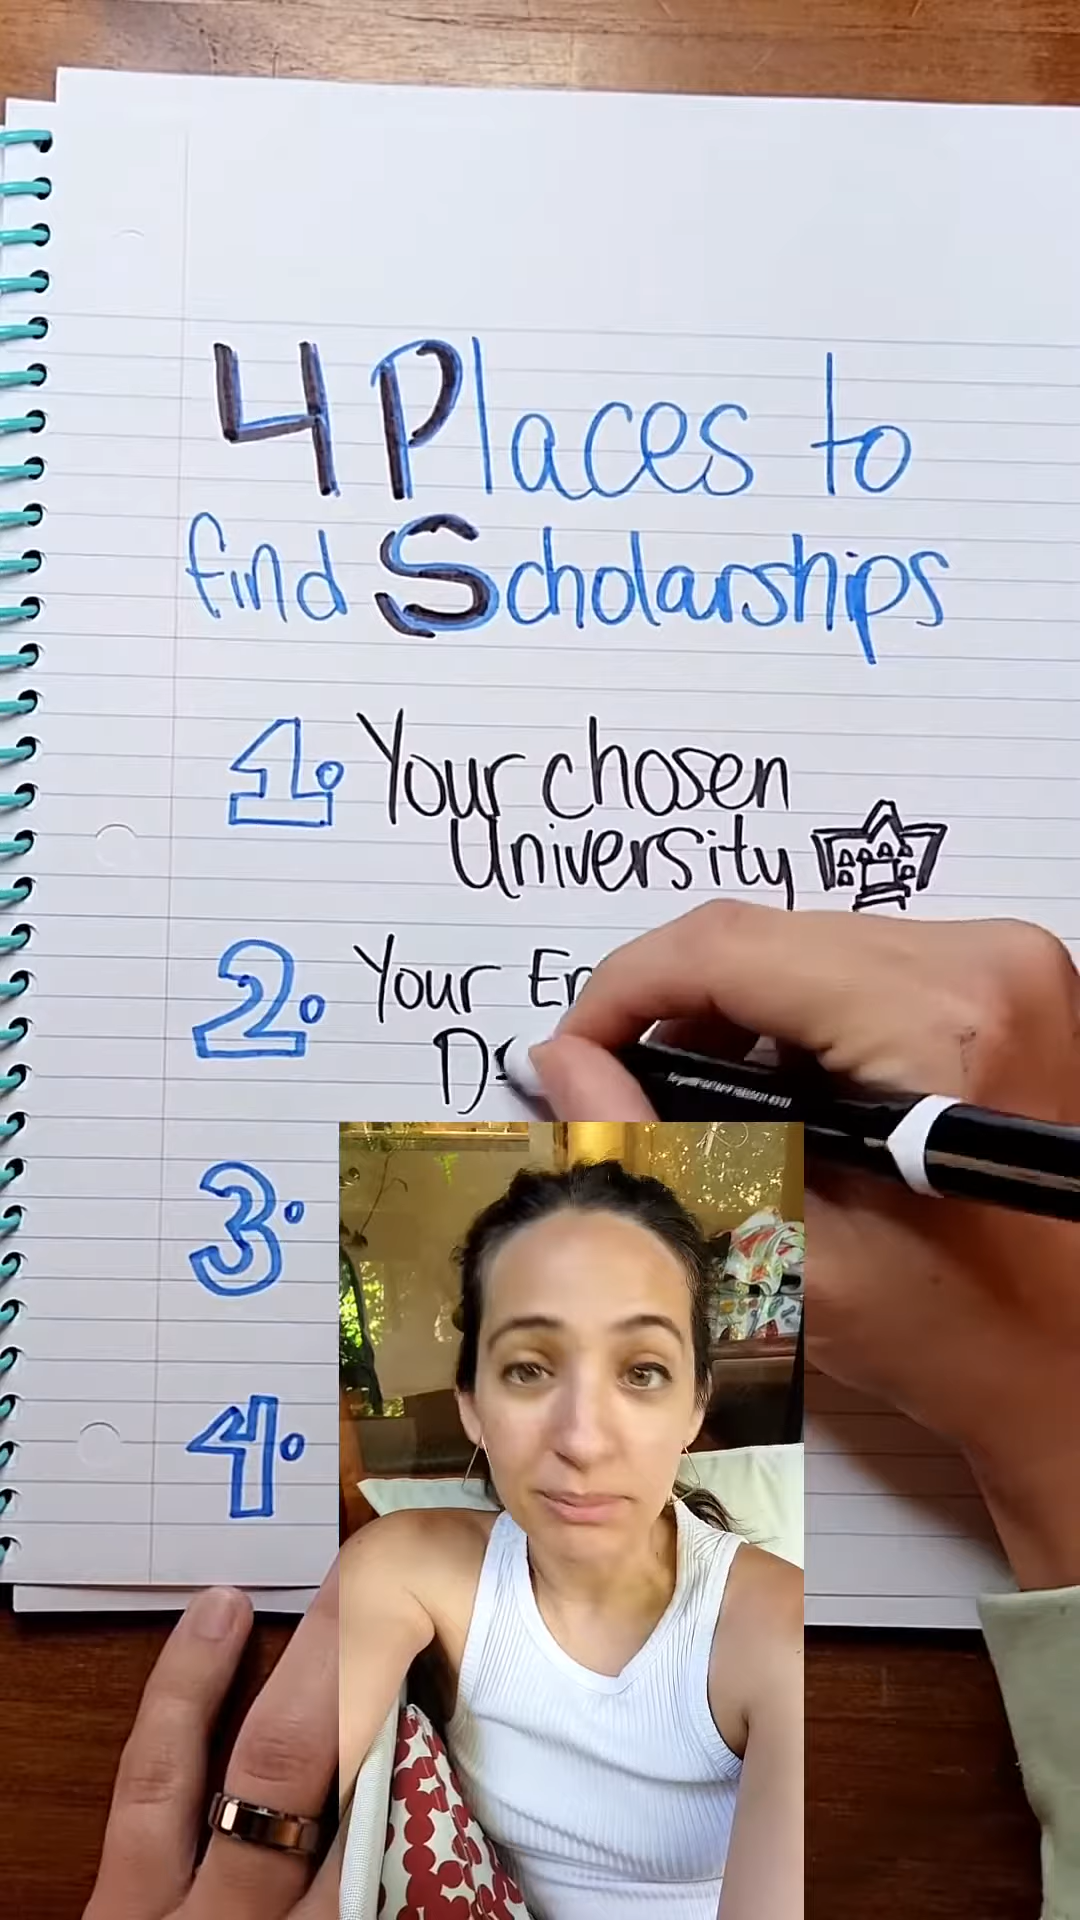 4 Places to
find Scholarships
1. Your chosen
University
2. Your
3.
4.